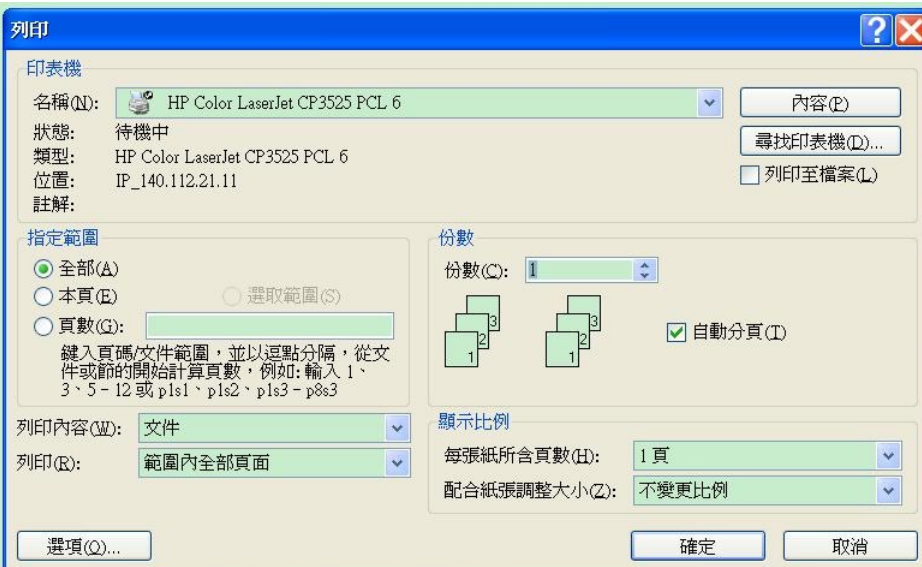 列印
印表機
名稱(N): HP Color LaserJet CP3525 PCL 6 內容(P)
狀態: 待機中 尋找印表機(D)...
類型: HP Color LaserJet CP3525 PCL 6
位置: IP_140.112.21.11 列印至檔案(L)
註解:
指定範圍
全部(A)
本頁(E) 選取範圍(S)
頁數(G):
鍵入頁碼/文件範圍，並以逗點分隔，從文
件或節的開始計算頁數，例如: 輸入 1、
3、5－12 或 p1s1、p1s2、p1s3－p8s3
份數
份數(C): 1
1 2 3 1 2 3 自動分頁(T)
列印內容(W): 文件
列印(R): 範圍內全部頁面
顯示比例
每張紙所含頁數(H): 1 頁
配合紙張調整大小(Z): 不變更比例
選項(O)... 確定 取消